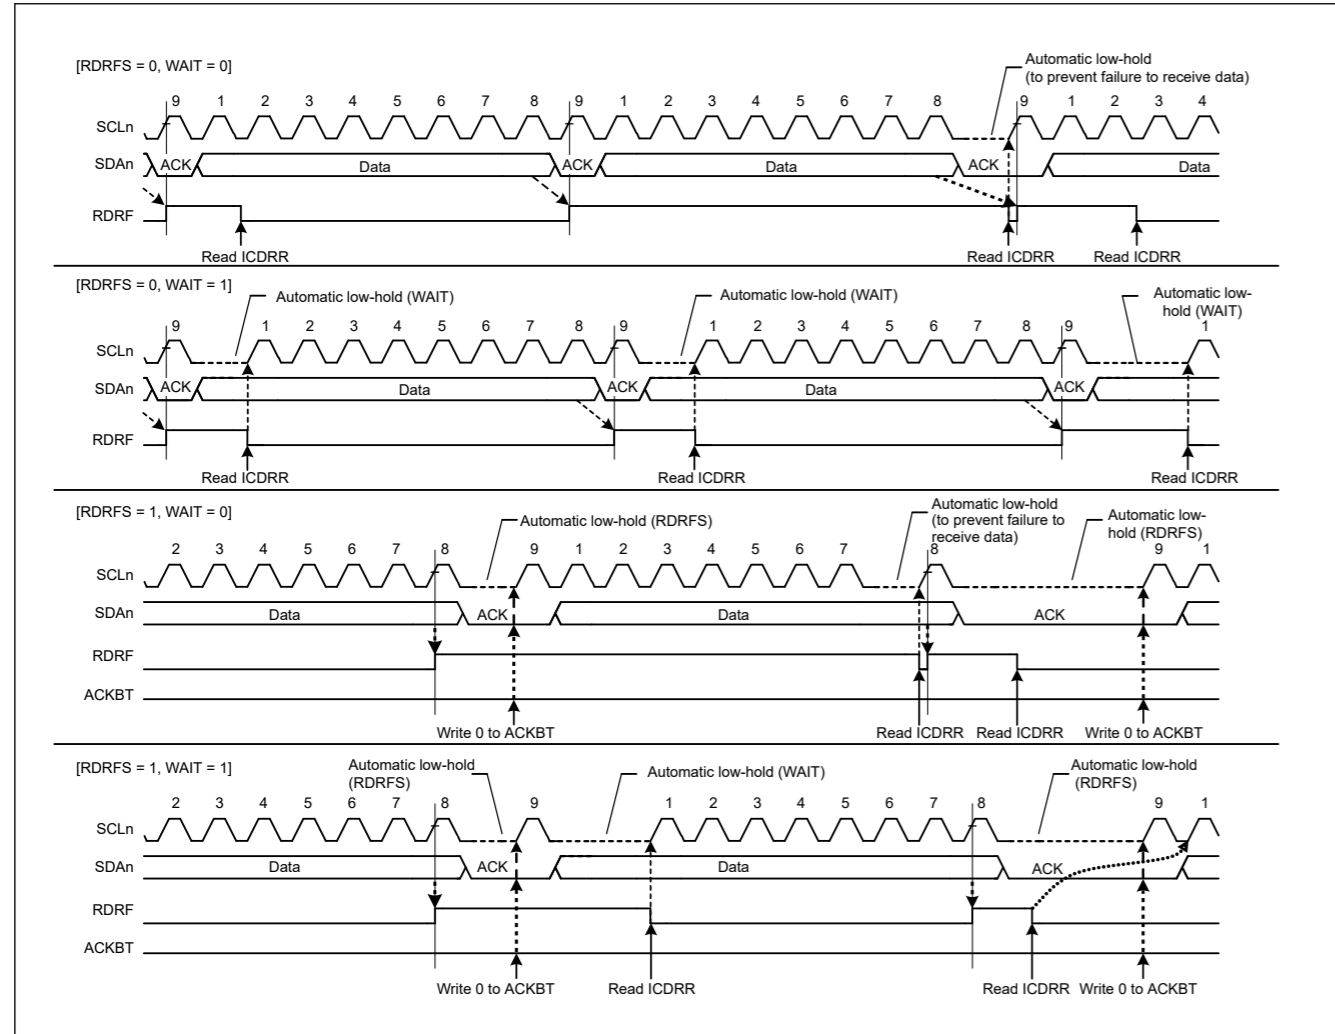 [RDRFS = 0, WAIT = 0]
Automatic low-hold
(to prevent failure to receive data)
9 1 2 3 4 5 6 7 8 9 1 2 3 4 5 6 7 8 9 1 2 3 4
SCLn
SDAn ACK Data ACK Data ACK Data
RDRF
Read ICDRR Read ICDRR Read ICDRR
[RDRFS = 0, WAIT = 1]
Automatic low-hold (WAIT) Automatic low-hold (WAIT) Automatic low-
hold (WAIT)
9 1 2 3 4 5 6 7 8 9 1 2 3 4 5 6 7 8 9 1
SCLn
SDAn ACK Data ACK Data ACK
RDRF
Read ICDRR Read ICDRR Read ICDRR
[RDRFS = 1, WAIT = 0]
Automatic low-hold (RDRFS)
Automatic low-hold
(to prevent failure to
receive data)
Automatic low-
hold (RDRFS)
2 3 4 5 6 7 8 9 1 2 3 4 5 6 7 8 9 1
SCLn
SDAn Data ACK Data ACK
RDRF
ACKBT
Write 0 to ACKBT Read ICDRR Read ICDRR Write 0 to ACKBT
[RDRFS = 1, WAIT = 1]
Automatic low-hold
(RDRFS)
Automatic low-hold (WAIT)
Automatic low-hold
(RDRFS)
2 3 4 5 6 7 8 9 1 2 3 4 5 6 7 8 9 1
SCLn
SDAn Data ACK Data ACK
RDRF
ACKBT
Write 0 to ACKBT Read ICDRR Read ICDRR Write 0 to ACKBT